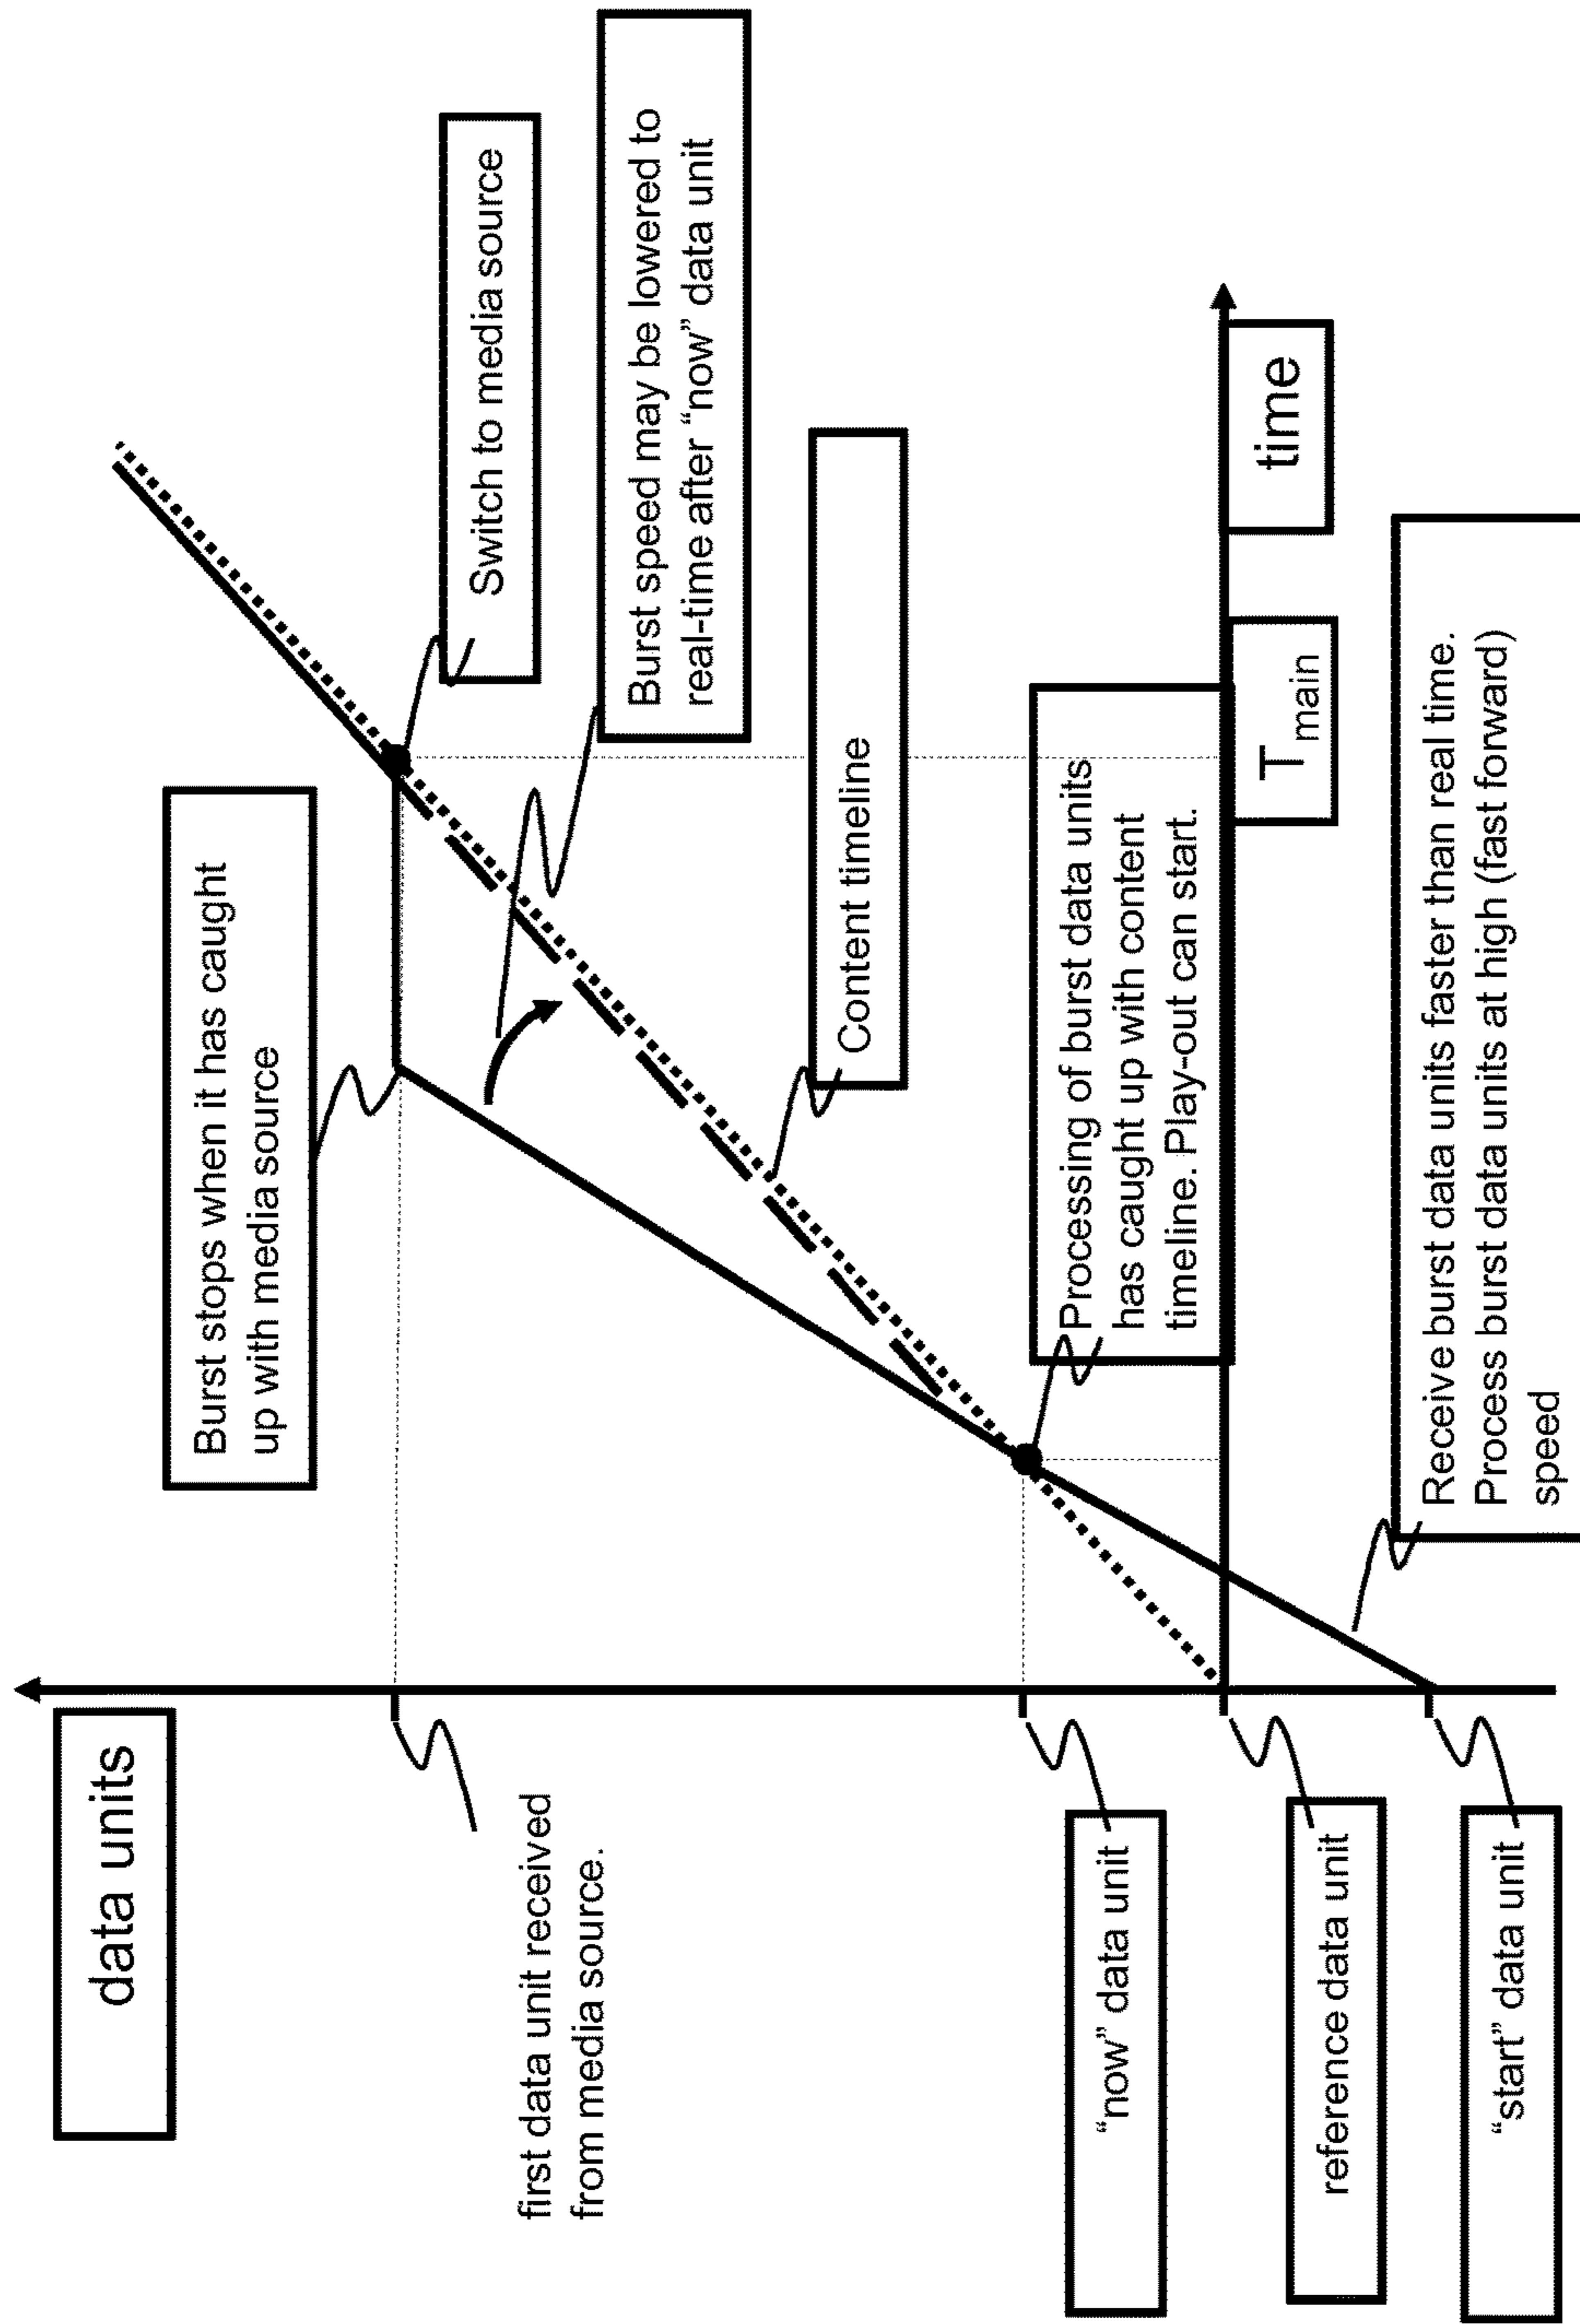 data units
Burst stops when it has caught
up with media source
Switch to media source
Burst speed may be lowered to
real-time after “now” data unit
first data unit received
from media source.
Content timeline
Processing of burst data units
has caught up with content
timeline. Play-out can start.
“now” data unit
T main
time
reference data unit
Receive burst data units faster than real time.
Process burst data units at high (fast forward)
speed
“start” data unit